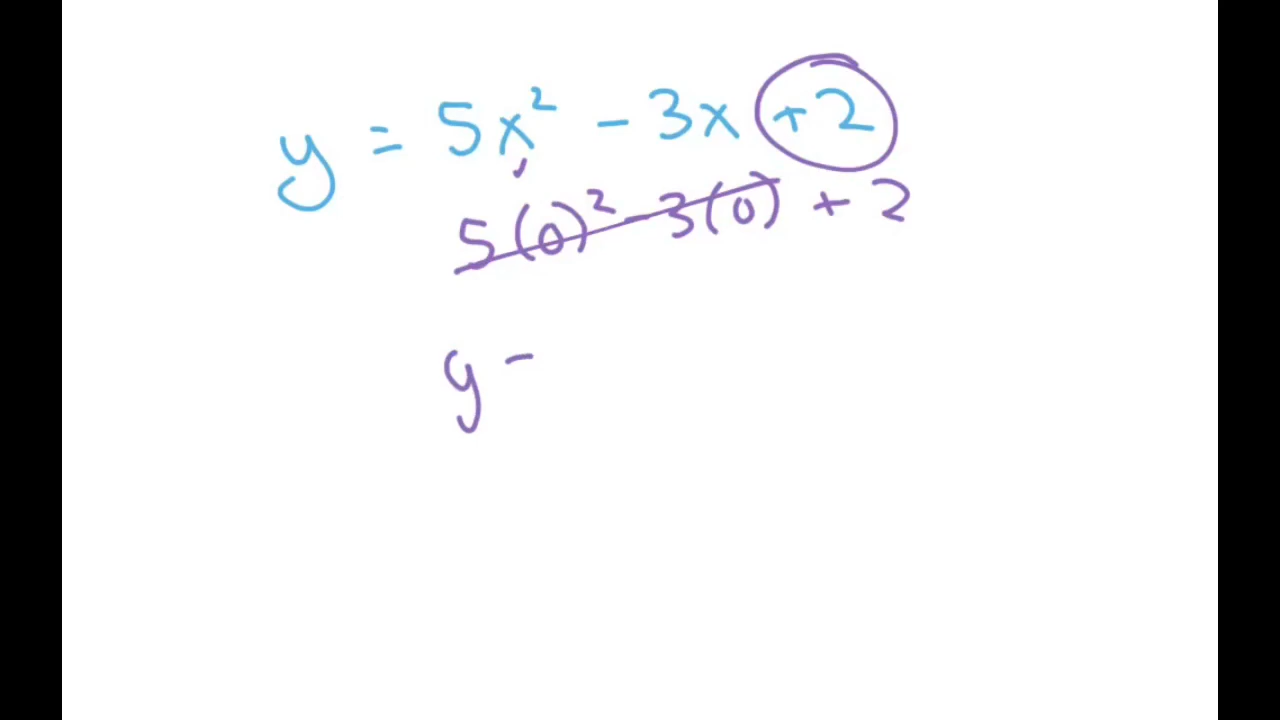 y = 5x² - 3x + 2
5(0)² - 3(0) + 2
y -